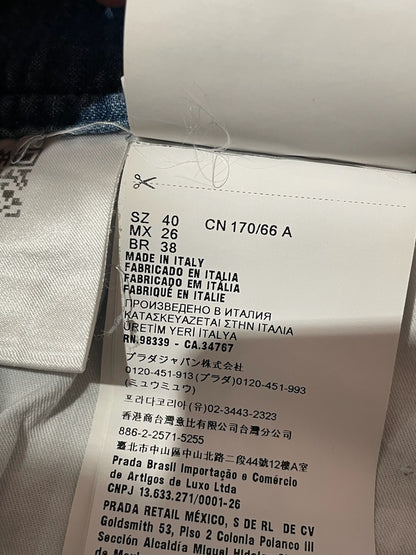 SZ 40 CN 170/66 A
MX 26
BR 38
MADE IN ITALY
FABRICADO EN ITALIA
FABRICADO EM ITÁLIA
FABRIQUÉ EN ITALIE
ПРОИЗВЕДЕНО В ИТАЛИЯ
ΚΑΤΑΣΚΕΥΑΖΕΤΑΙ ΣΤΗΝ ΙΤΑΛΙΑ
ÜRETİM YERİ İTALYA
RN 98339 - CA.34767
プラダジャパン株式会社
0120-451-913 (プラダ)0120-451-993
(ミュウミュウ)
프라다코리아 (유)02-3443-2323
香港商台灣意比有限公司台灣分公司
886-2-2571-5255
臺北市中山區中山北路二段44號12樓A室
Prada Brasil Importação e Comércio
de Artigos de Luxo Ltda
CNPJ 13.633.271/0001-26
PRADA RETAIL MÉXICO, S DE RL DE CV
Goldsmith 53, Piso 2 Colonia Polanco III
Sección Alcaldía Miguel